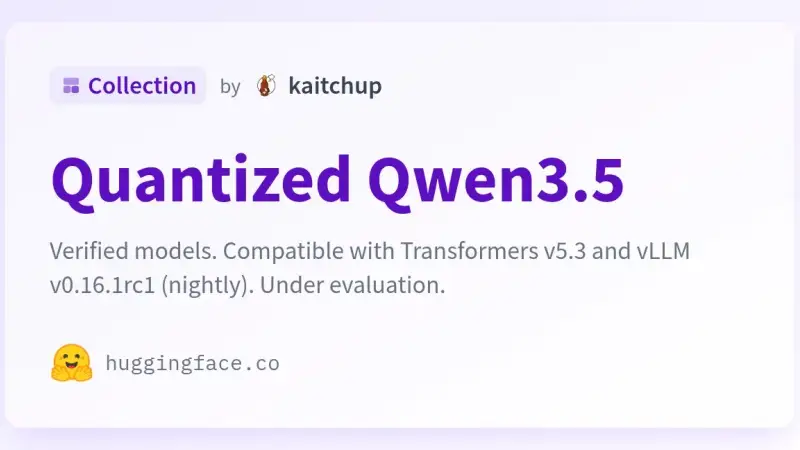 Collection by kaitchup
Quantized Qwen3.5
Verified models. Compatible with Transformers v5.3 and vLLM
v0.16.1rc1 (nightly). Under evaluation.
huggingface.co